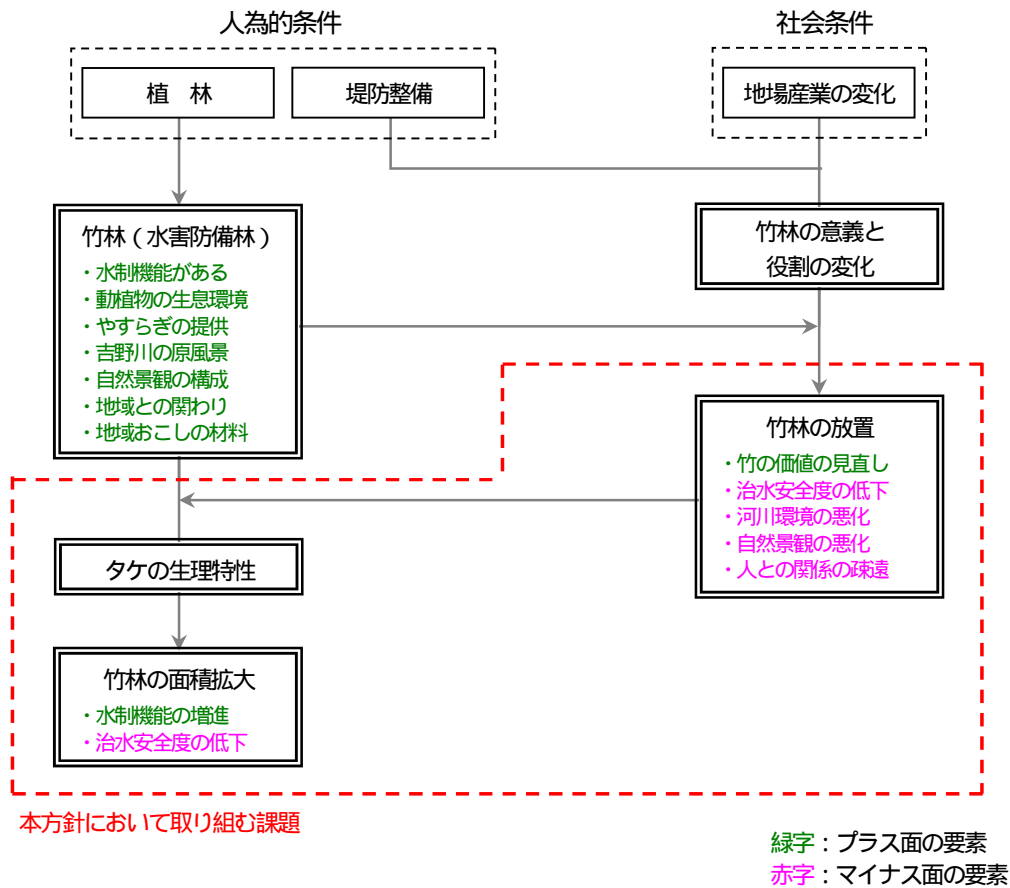 人為的条件
社会条件
植　林
堤防整備
地場産業の変化
竹林（水害防備林）
・水制機能がある
・動植物の生息環境
・やすらぎの提供
・吉野川の原風景
・自然景観の構成
・地域との関わり
・地域おこしの材料
竹林の意義と
役割の変化
竹林の放置
・竹の価値の見直し
・治水安全度の低下
・河川環境の悪化
・自然景観の悪化
・人との関係の疎遠
タケの生理特性
竹林の面積拡大
・水制機能の増進
・治水安全度の低下
本方針において取り組む課題
緑字：プラス面の要素
赤字：マイナス面の要素